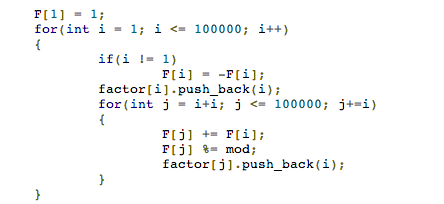 F[1] = 1;
for(int i = 1; i <= 100000; i++)
{
if(i != 1)
F[i] = -F[i];
factor[i].push_back(i);
for(int j = i+i; j <= 100000; j+=i)
{
F[j] += F[i];
F[j] %= mod;
factor[j].push_back(i);
}
}